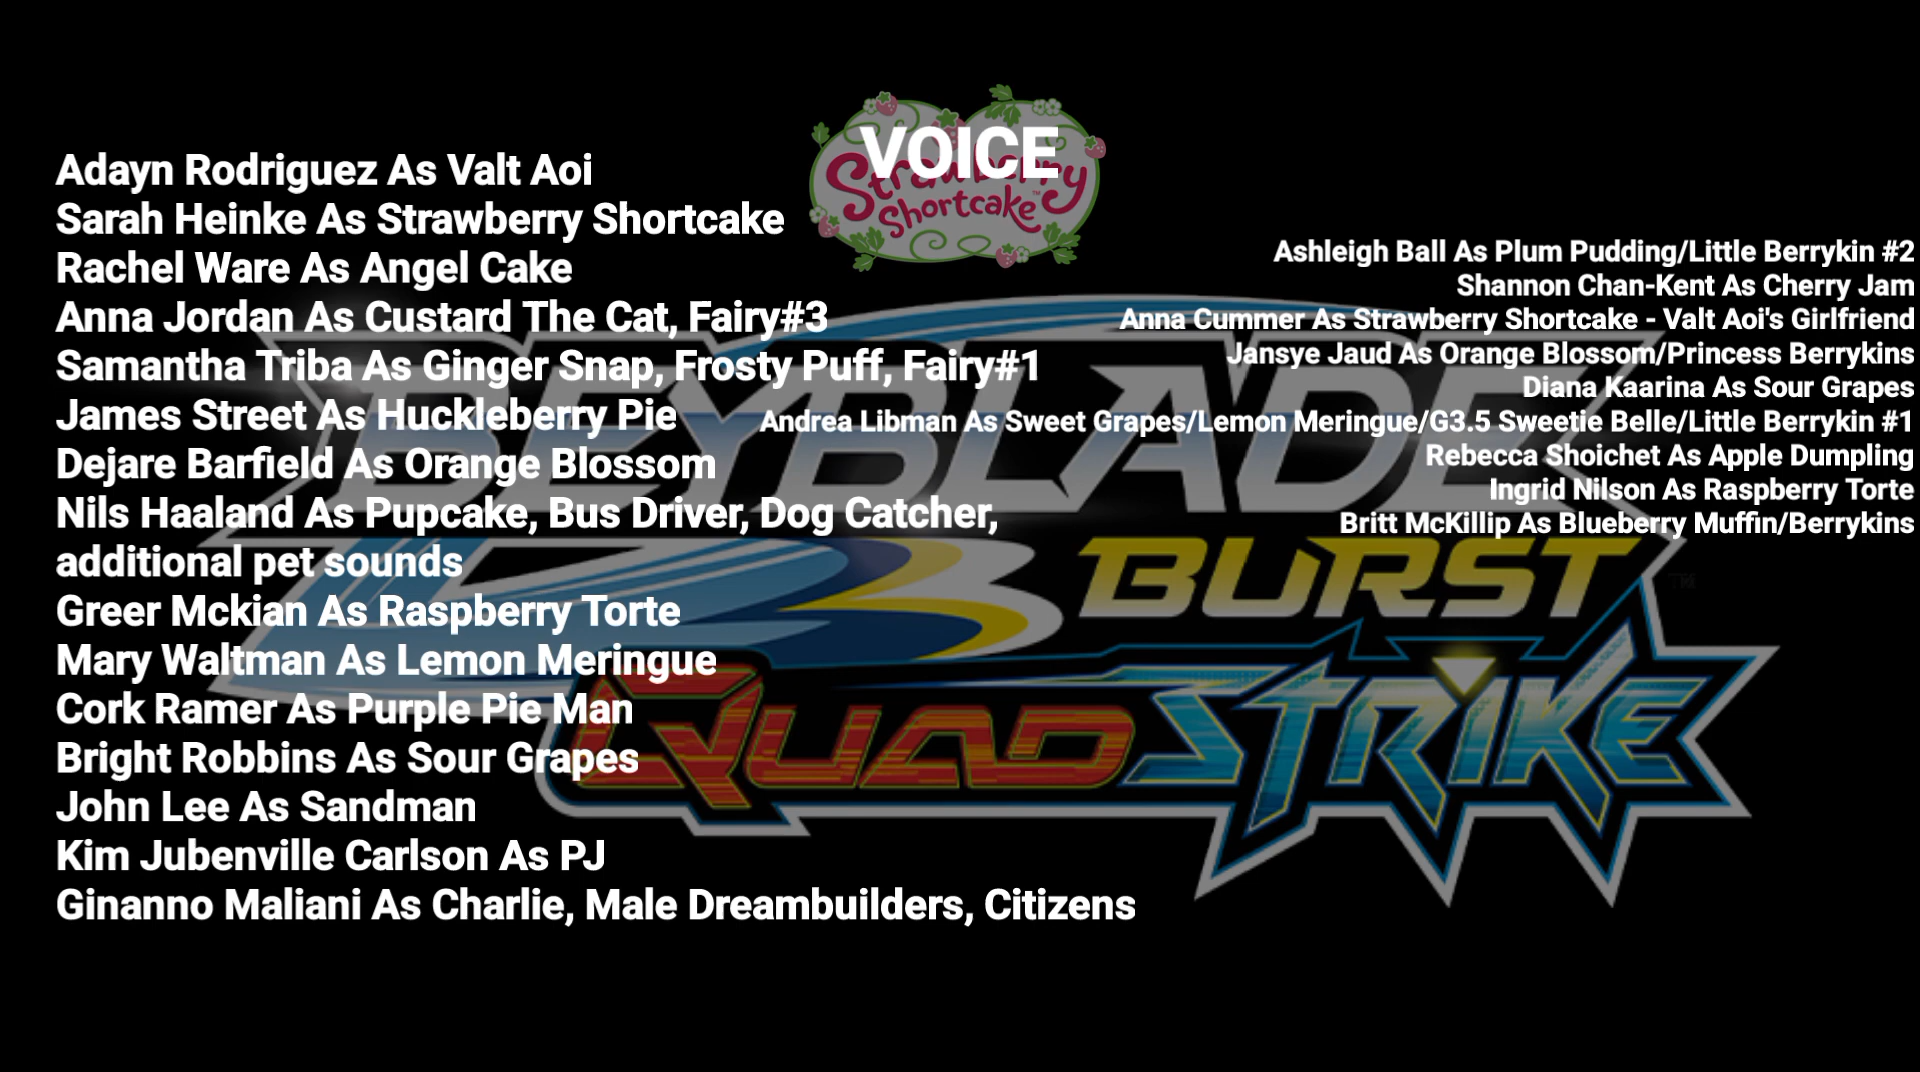 VOICE
Strawberry
Shortcake™
Adayn Rodriguez As Valt Aoi
Sarah Heinke As Strawberry Shortcake
Rachel Ware As Angel Cake
Anna Jordan As Custard The Cat, Fairy#3
Samantha Triba As Ginger Snap, Frosty Puff, Fairy#1
James Street As Huckleberry Pie
Dejare Barfield As Orange Blossom
Nils Haaland As Pupcake, Bus Driver, Dog Catcher,
additional pet sounds
Greer Mckian As Raspberry Torte
Mary Waltman As Lemon Meringue
Cork Ramer As Purple Pie Man
Bright Robbins As Sour Grapes
John Lee As Sandman
Kim Jubenville Carlson As PJ
Ginanno Maliani As Charlie, Male Dreambuilders, Citizens
Ashleigh Ball As Plum Pudding/Little Berrykin #2
Shannon Chan-Kent As Cherry Jam
Anna Cummer As Strawberry Shortcake - Valt Aoi's Girlfriend
Jansye Jaud As Orange Blossom/Princess Berrykins
Diana Kaarina As Sour Grapes
Andrea Libman As Sweet Grapes/Lemon Meringue/G3.5 Sweetie Belle/Little Berrykin #1
Rebecca Shoichet As Apple Dumpling
Ingrid Nilson As Raspberry Torte
Britt McKillip As Blueberry Muffin/Berrykins
BEYBLADE
BURST
™
QUADSTRIKE